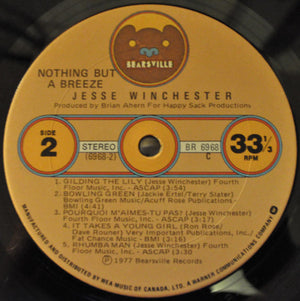 BEARSVILLE
NOTHING BUT
A BREEZE
JESSE WINCHESTER
Produced by Brian Ahern For Happy Sack Productions
SIDE
2
STEREO
(6968-2)
BR 6968
C
33 1/3
RPM
1. GILDING THE LILY (Jesse Winchester) Fourth
Floor Music, Inc. - ASCAP (3:54)
2. BOWLING GREEN (Jackie Ertel/Terry Slater)
Bowling Green Music/Acuff Rose Publications -
BMI (4:41)
3. POURQUOI M'AIMES-TU PAS? (Jesse Winchester)
Fourth Floor Music, Inc. - ASCAP (3:17)
4. IT TAKES A YOUNG GIRL (Ron Rose/
Dave Rouner) Very Important Publications, Inc./
Fat Chance Music - BMI (3:16)
5. RHUMBA MAN (Jesse Winchester) Fourth Floor
Music, Inc. - ASCAP (3:30
℗ 1977 Bearsville Records
MANUFACTURED AND DISTRIBUTED BY WEA MUSIC OF CANADA, LTD. A WARNER COMMUNICATIONS COMPANY